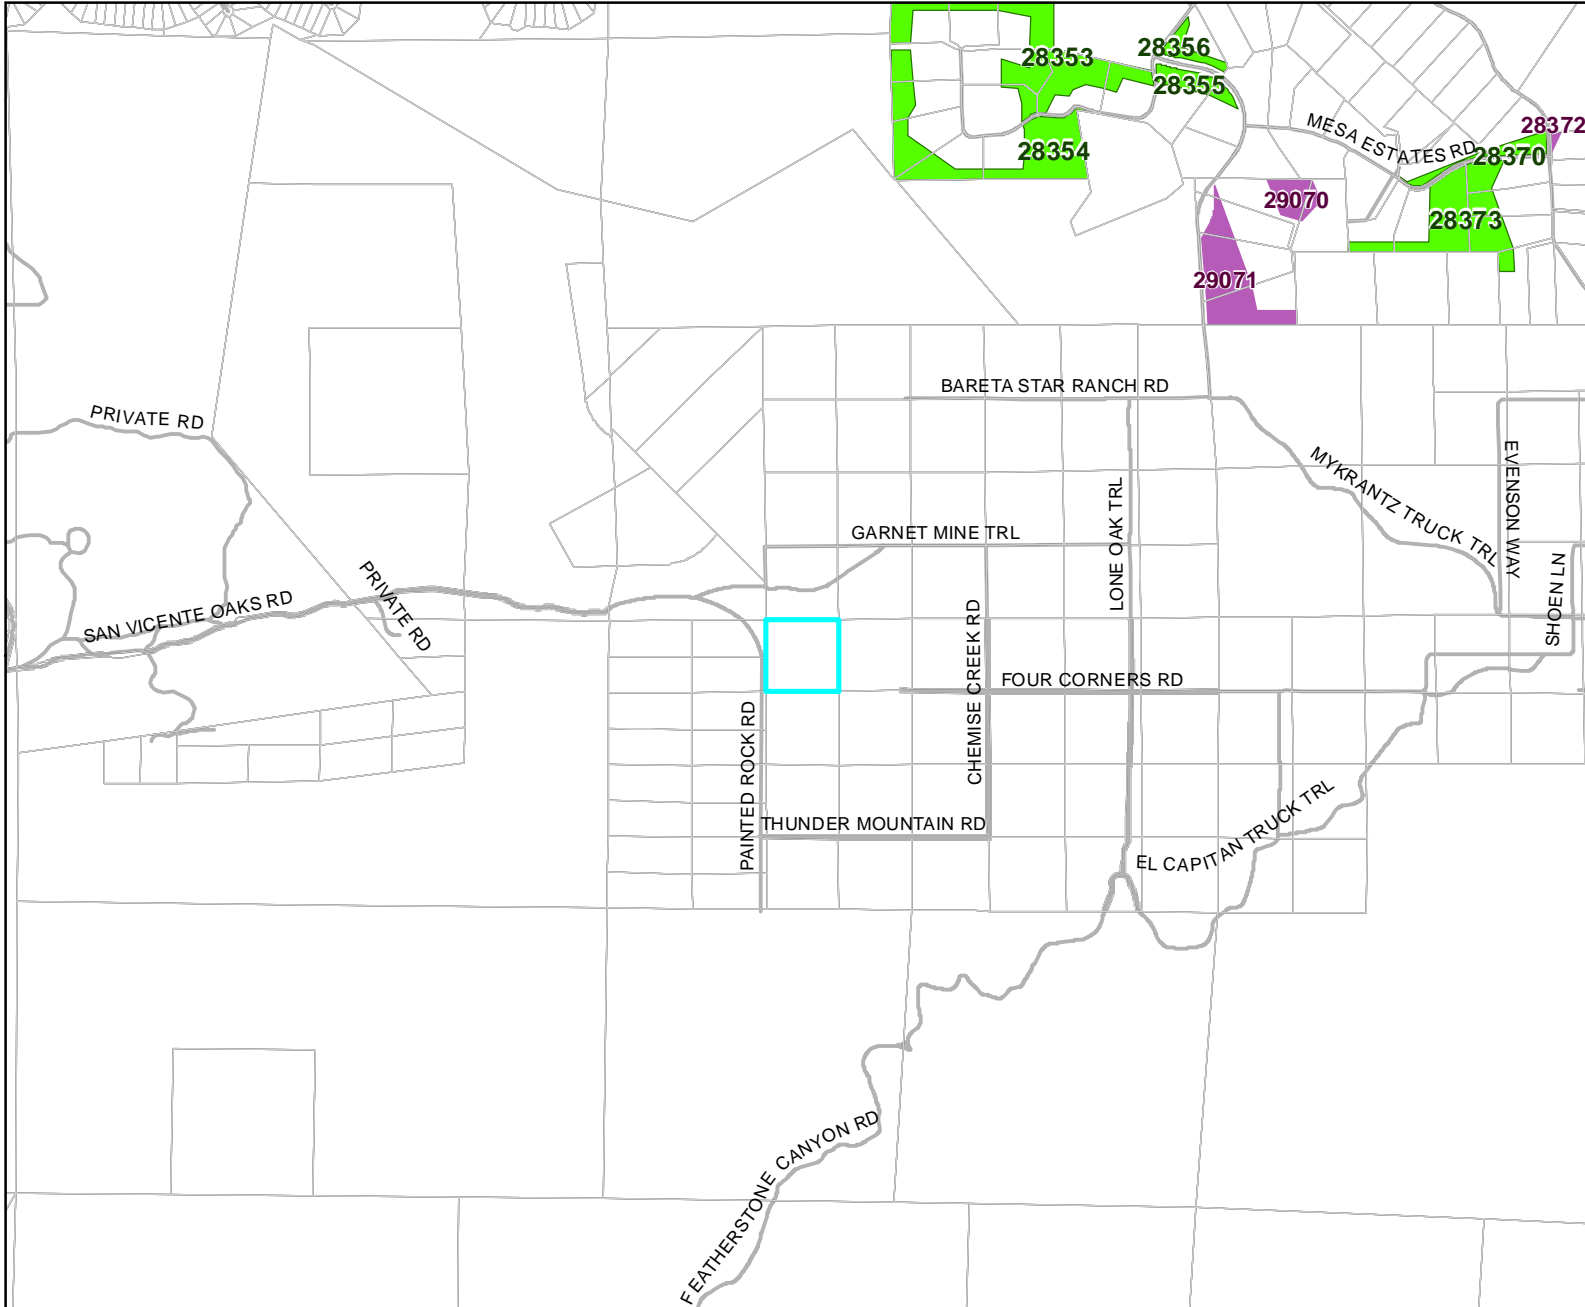 28353
28356
28355
28354
MESA ESTATES RD
28372
28370
28373
29070
29071
BARETA STAR RANCH RD
PRIVATE RD
MYKRANTZ TRUCK TRL
EVENSON WAY
LONE OAK TRL
GARNET MINE TRL
SHOEN LN
PRIVATE RD
SAN VICENTE OAKS RD
CHEMISE CREEK RD
FOUR CORNERS RD
PAINTED ROCK RD
THUNDER MOUNTAIN RD
EL CAPITAN TRUCK TRL
FEATHERSTONE CANYON RD